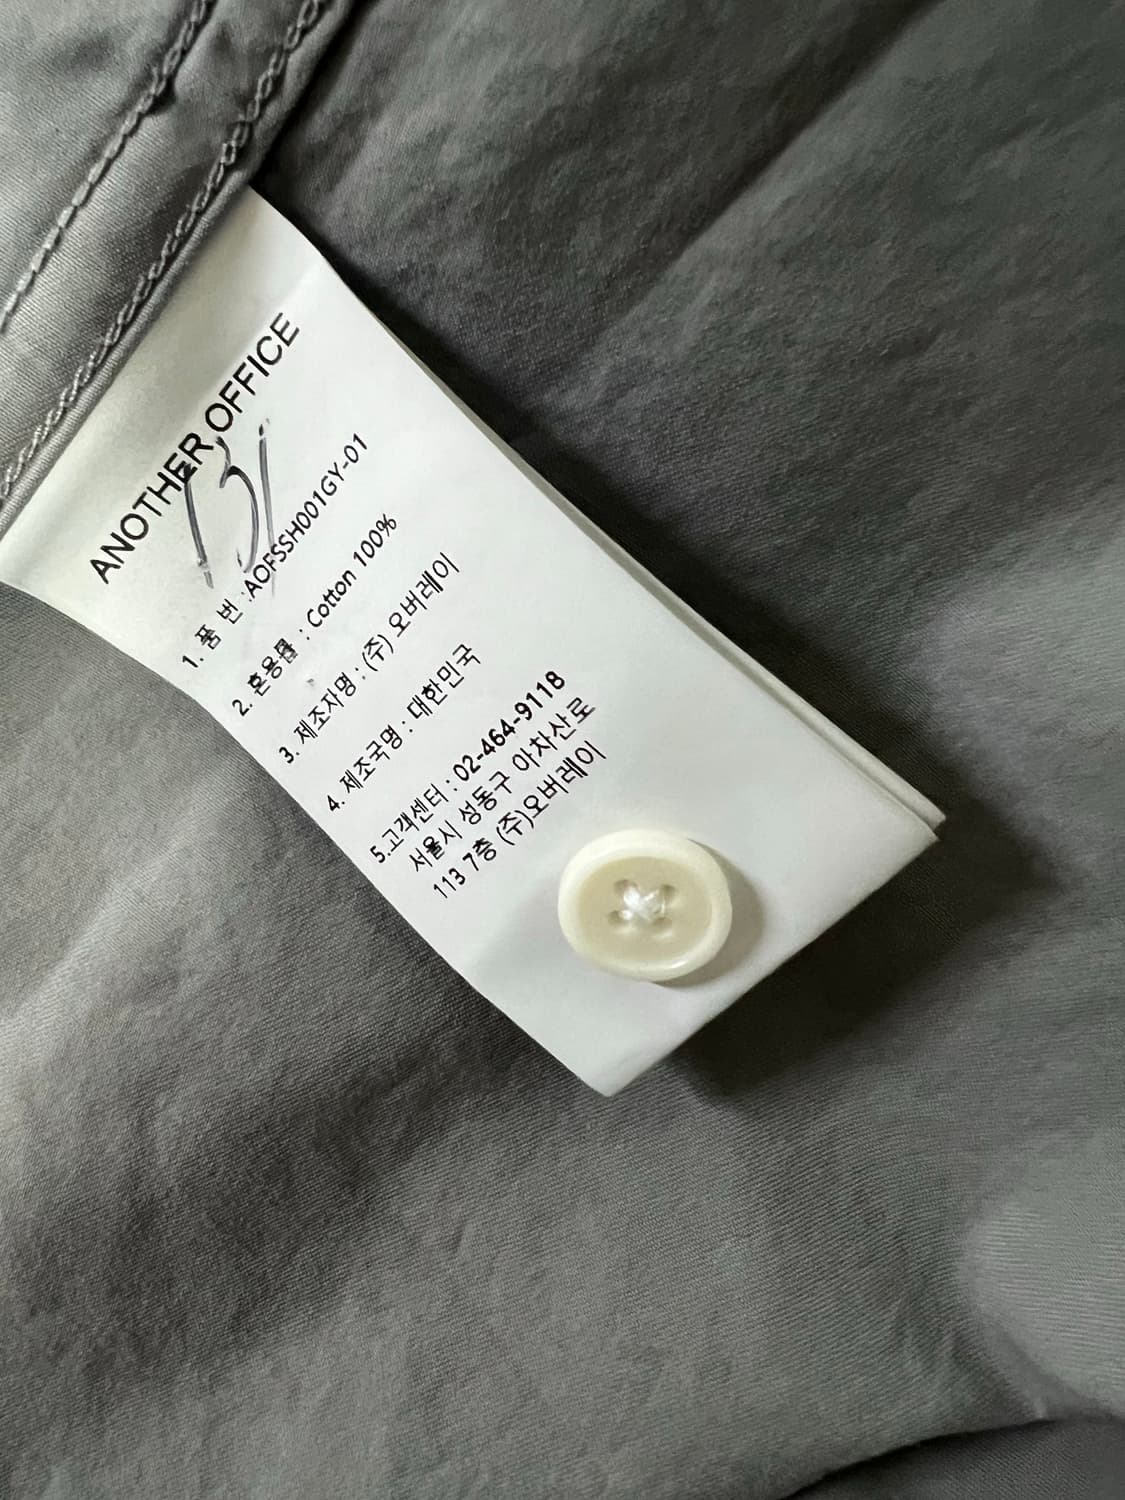 ANOTHER OFFICE
1. 품 번 :AOFSSH001GY-01
2. 혼용률 : Cotton 100%
3. 제조자명 : (주) 오버레이
4. 제조국명 : 대한민국
5.고객센터 : 02-464-9118
서울시 성동구 아차산로
113 7층 (주)오버레이